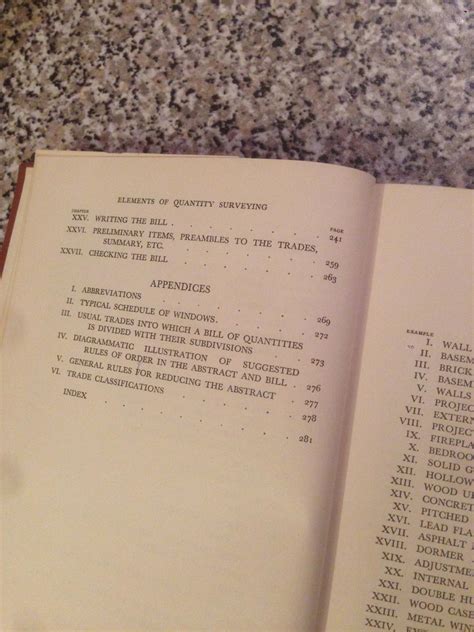 ELEMENTS OF QUANTITY SURVEYING
CHAPTER PAGE
XXV. WRITING THE BILL . . . . . . 241
XXVI. PRELIMINARY ITEMS, PREAMBLES TO THE TRADES,
SUMMARY, ETC. . . . . . 259
XXVII. CHECKING THE BILL . . . . . 263
APPENDICES
I. ABBREVIATIONS . . . . . . 269
II. TYPICAL SCHEDULE OF WINDOWS . . . . 272
III. USUAL TRADES INTO WHICH A BILL OF QUANTITIES
IS DIVIDED WITH THEIR SUBDIVISIONS . . 273
IV. DIAGRAMMATIC ILLUSTRATION OF SUGGESTED
RULES OF ORDER IN THE ABSTRACT AND BILL . 276
V. GENERAL RULES FOR REDUCING THE ABSTRACT . 277
VI. TRADE CLASSIFICATIONS . . . . . 278
INDEX . . . . . . . 281
EXAMPLE
I. WALL
II. BASEM
III. BRICK
IV. BASEM
V. WALLS
VI. PROJEC
VII. EXTERN
VIII. PROJECT
IX. FIREPLA
X. BEDROO
XI. SOLID G
XII. HOLLOW
XIII. WOOD U
XIV. CONCRET
XV. PITCHED
XVI. LEAD FLA
XVII. ASPHALT
XVIII. DORMER
XIX. ADJUSTMEN
XX. INTERNAL
XXI. DOUBLE HU
XXII. WOOD CASE
XXIII. METAL WIN
XXIV.